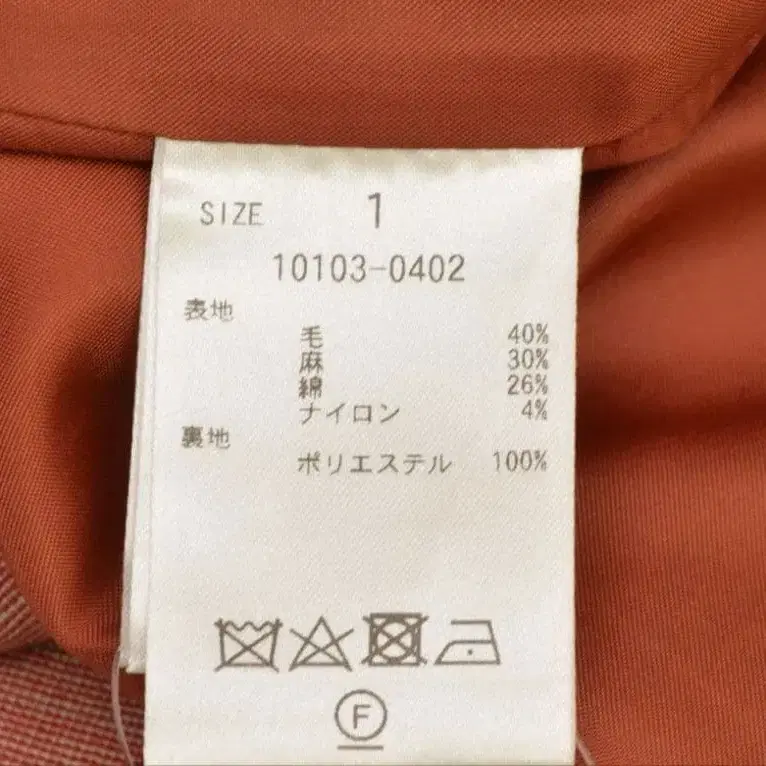 SIZE 1
10103-0402
表地
毛 40%
麻 30%
綿 26%
ナイロン 4%
裏地
ポリエステル 100%
F